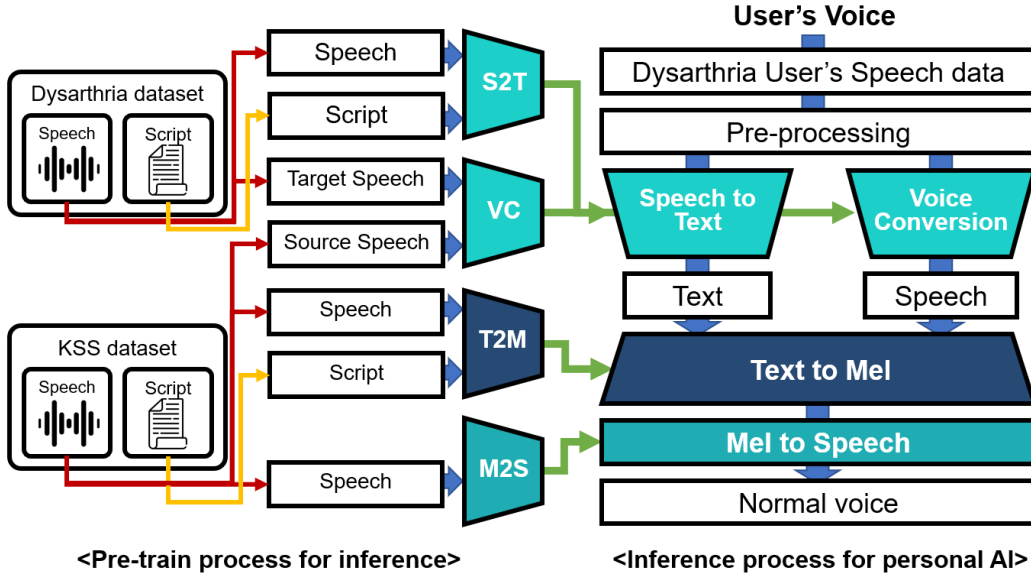 User's Voice
Speech
Dysarthria User's Speech data
S2T
Dysarthria dataset
Speech
Script
Script
Pre-processing
Target Speech
VC
Source Speech
Speech to
Text
Voice
Conversion
Text
Speech
Speech
T2M
Script
KSS dataset
Speech
Script
Text to Mel
Mel to Speech
Speech
M2S
Normal voice
<Pre-train process for inference>
<Inference process for personal AI>